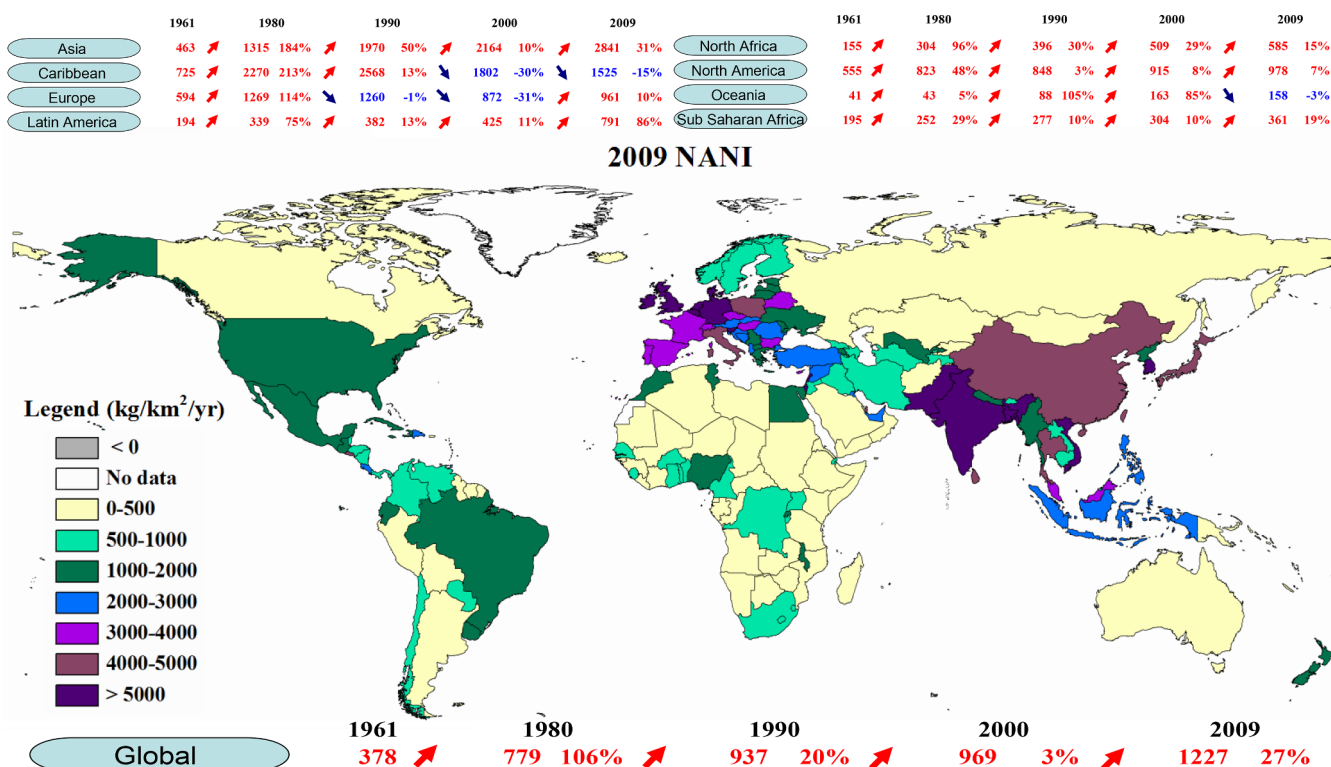 1961 1980 1990 2000 2009
Asia 463 1315 184% 1970 50% 2164 10% 2841 31%
Caribbean 725 2270 213% 2568 13% 1802 -30% 1525 -15%
Europe 594 1269 114% 1260 -1% 872 -31% 961 10%
Latin America 194 339 75% 382 13% 425 11% 791 86%
1961 1980 1990 2000 2009
North Africa 155 304 96% 396 30% 509 29% 585 15%
North America 555 823 48% 848 3% 915 8% 978 7%
Oceania 41 43 5% 88 105% 163 85% 158 -3%
Sub Saharan Africa 195 252 29% 277 10% 304 10% 361 19%
2009 NANI
Legend (kg/km²/yr)
< 0
No data
0-500
500-1000
1000-2000
2000-3000
3000-4000
4000-5000
> 5000
1961 1980 1990 2000 2009
Global 378 779 106% 937 20% 969 3% 1227 27%